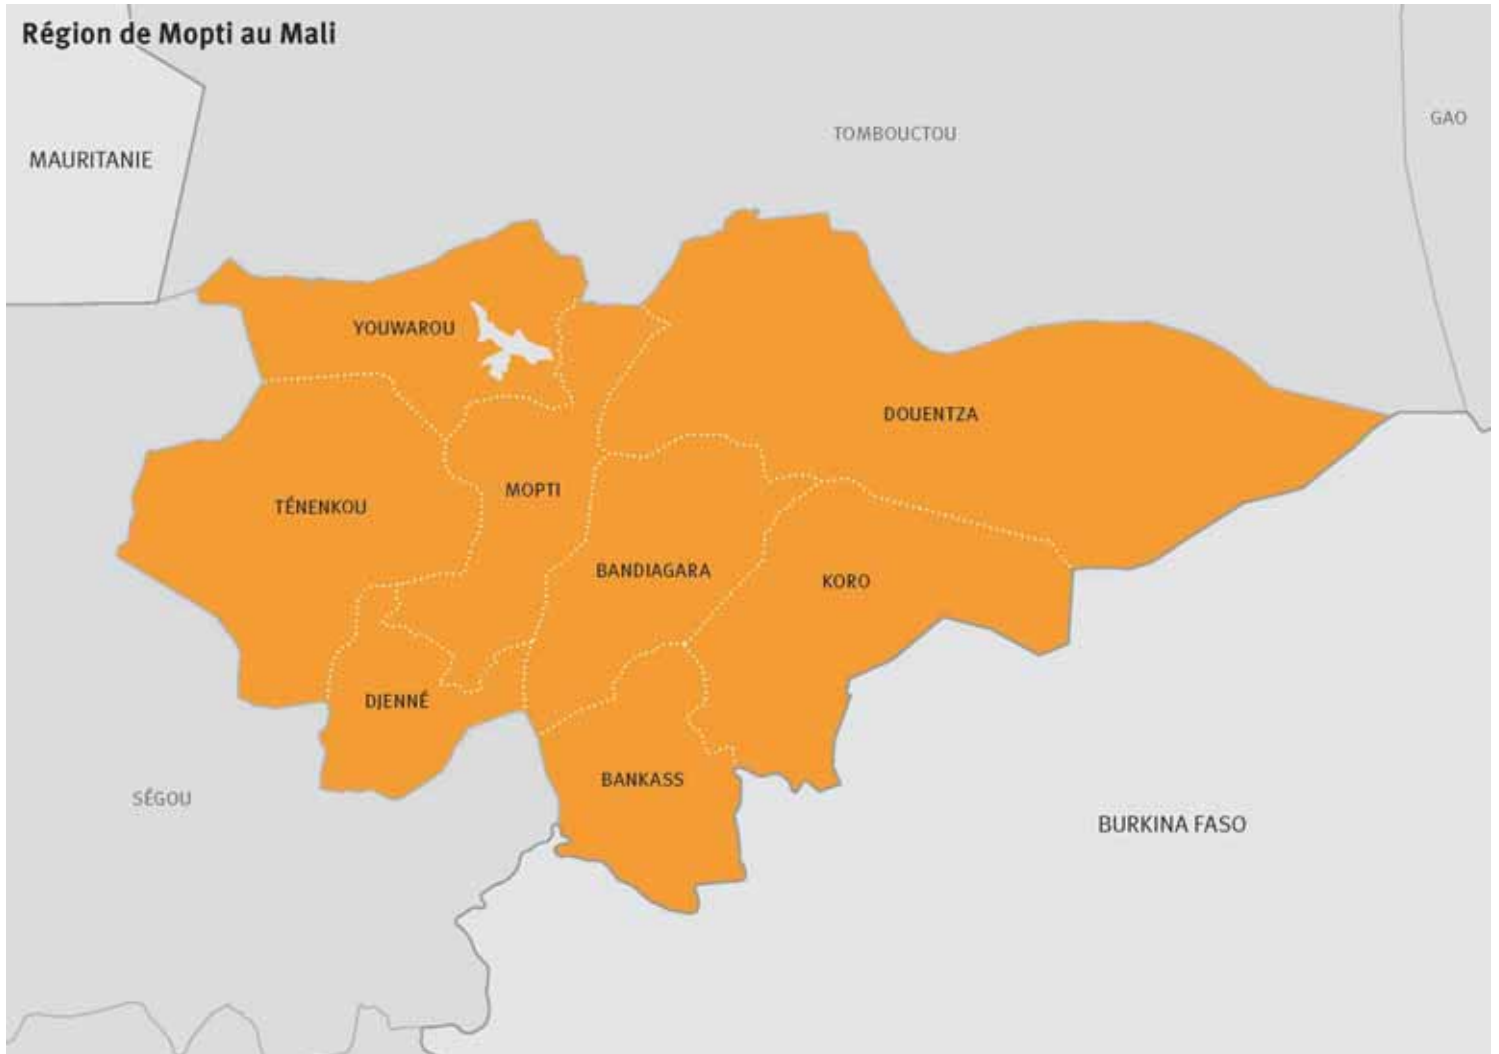 Région de Mopti au Mali
GAO
TOMBOUCTOU
MAURITANIE
YOUWAROU
DOUENTZA
MOPTI
TÉNENKOU
BANDIAGARA
KORO
DJENNÉ
BANKASS
SÉGOU
BURKINA FASO